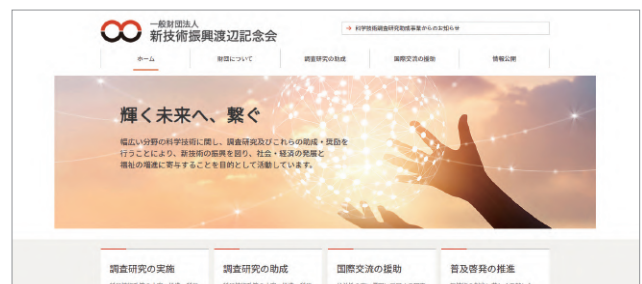 一般財団法人
新技術振興渡辺記念会
→ 科学技術調査研究助成事業からのお知らせ
ホーム
財団について
調査研究の助成
国際交流の援助
情報公開
輝く未来へ、繋ぐ
幅広い分野の科学技術に関し、調査研究及びこれらの助成・奨励を
行うことにより、新技術の振興を図り、社会・経済の発展と
福祉の増進に寄与することを目的として活動しています。
調査研究の実施
調査研究の助成
国際交流の援助
普及啓発の推進